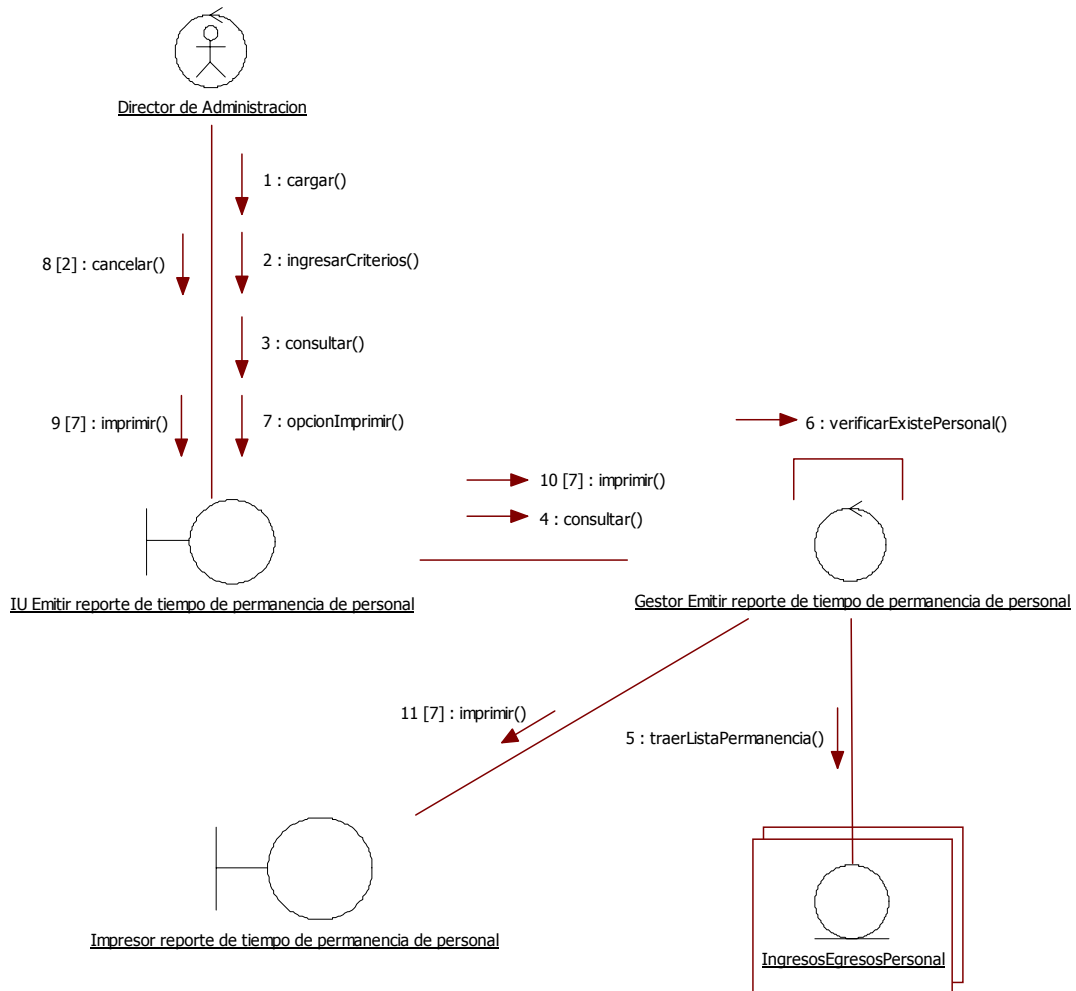 Director de Administracion
1 : cargar()
8 [2] : cancelar()
2 : ingresarCriterios()
3 : consultar()
9 [7] : imprimir()
7 : opcionImprimir()
6 : verificarExistePersonal()
10 [7] : imprimir()
4 : consultar()
IU Emitir reporte de tiempo de permanencia de personal
Gestor Emitir reporte de tiempo de permanencia de personal
11 [7] : imprimir()
5 : traerListaPermanencia()
Impresor reporte de tiempo de permanencia de personal
IngresosEgresosPersonal